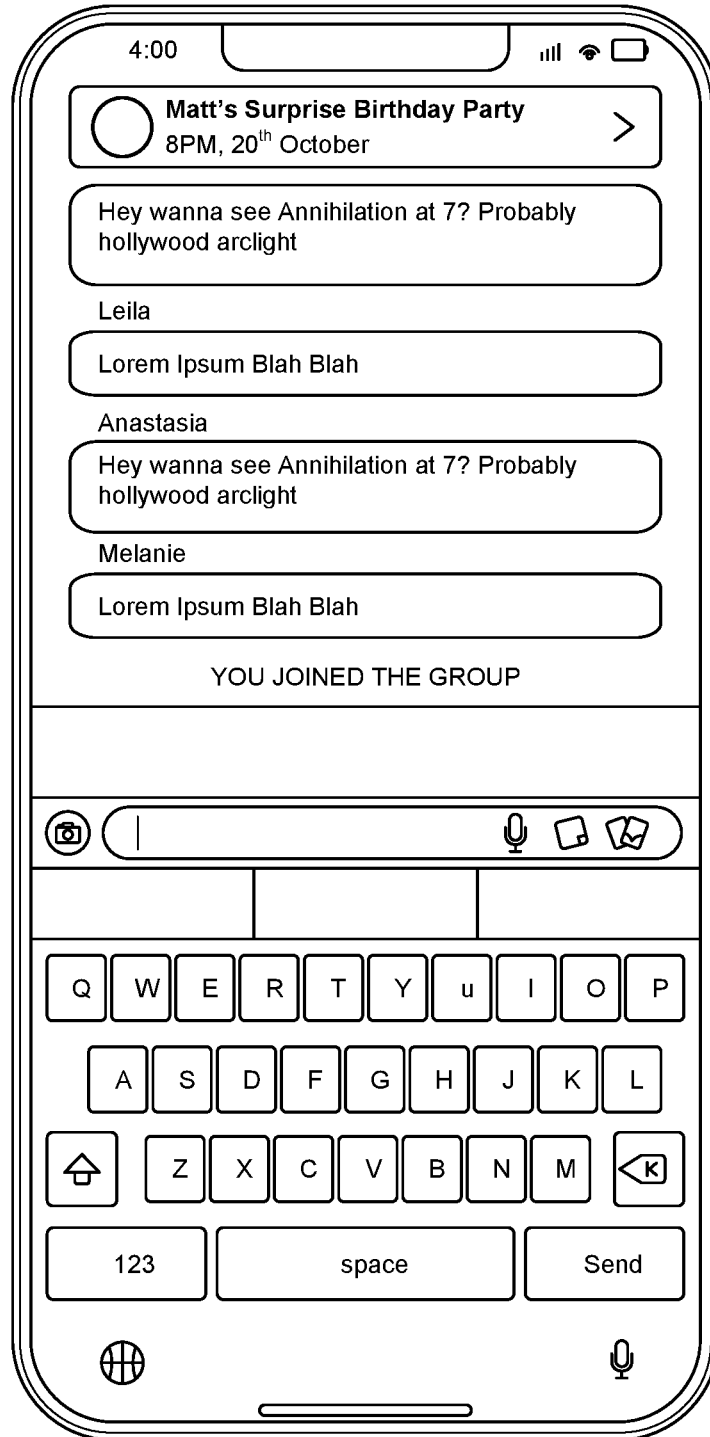 4:00
Matt's Surprise Birthday Party
8PM, 20th October
Hey wanna see Annihilation at 7? Probably
hollywood arclight
Leila
Lorem Ipsum Blah Blah
Anastasia
Hey wanna see Annihilation at 7? Probably
hollywood arclight
Melanie
Lorem Ipsum Blah Blah
YOU JOINED THE GROUP
Q W E R T Y u I O P
A S D F G H J K L
Z X C V B N M K
123 space Send